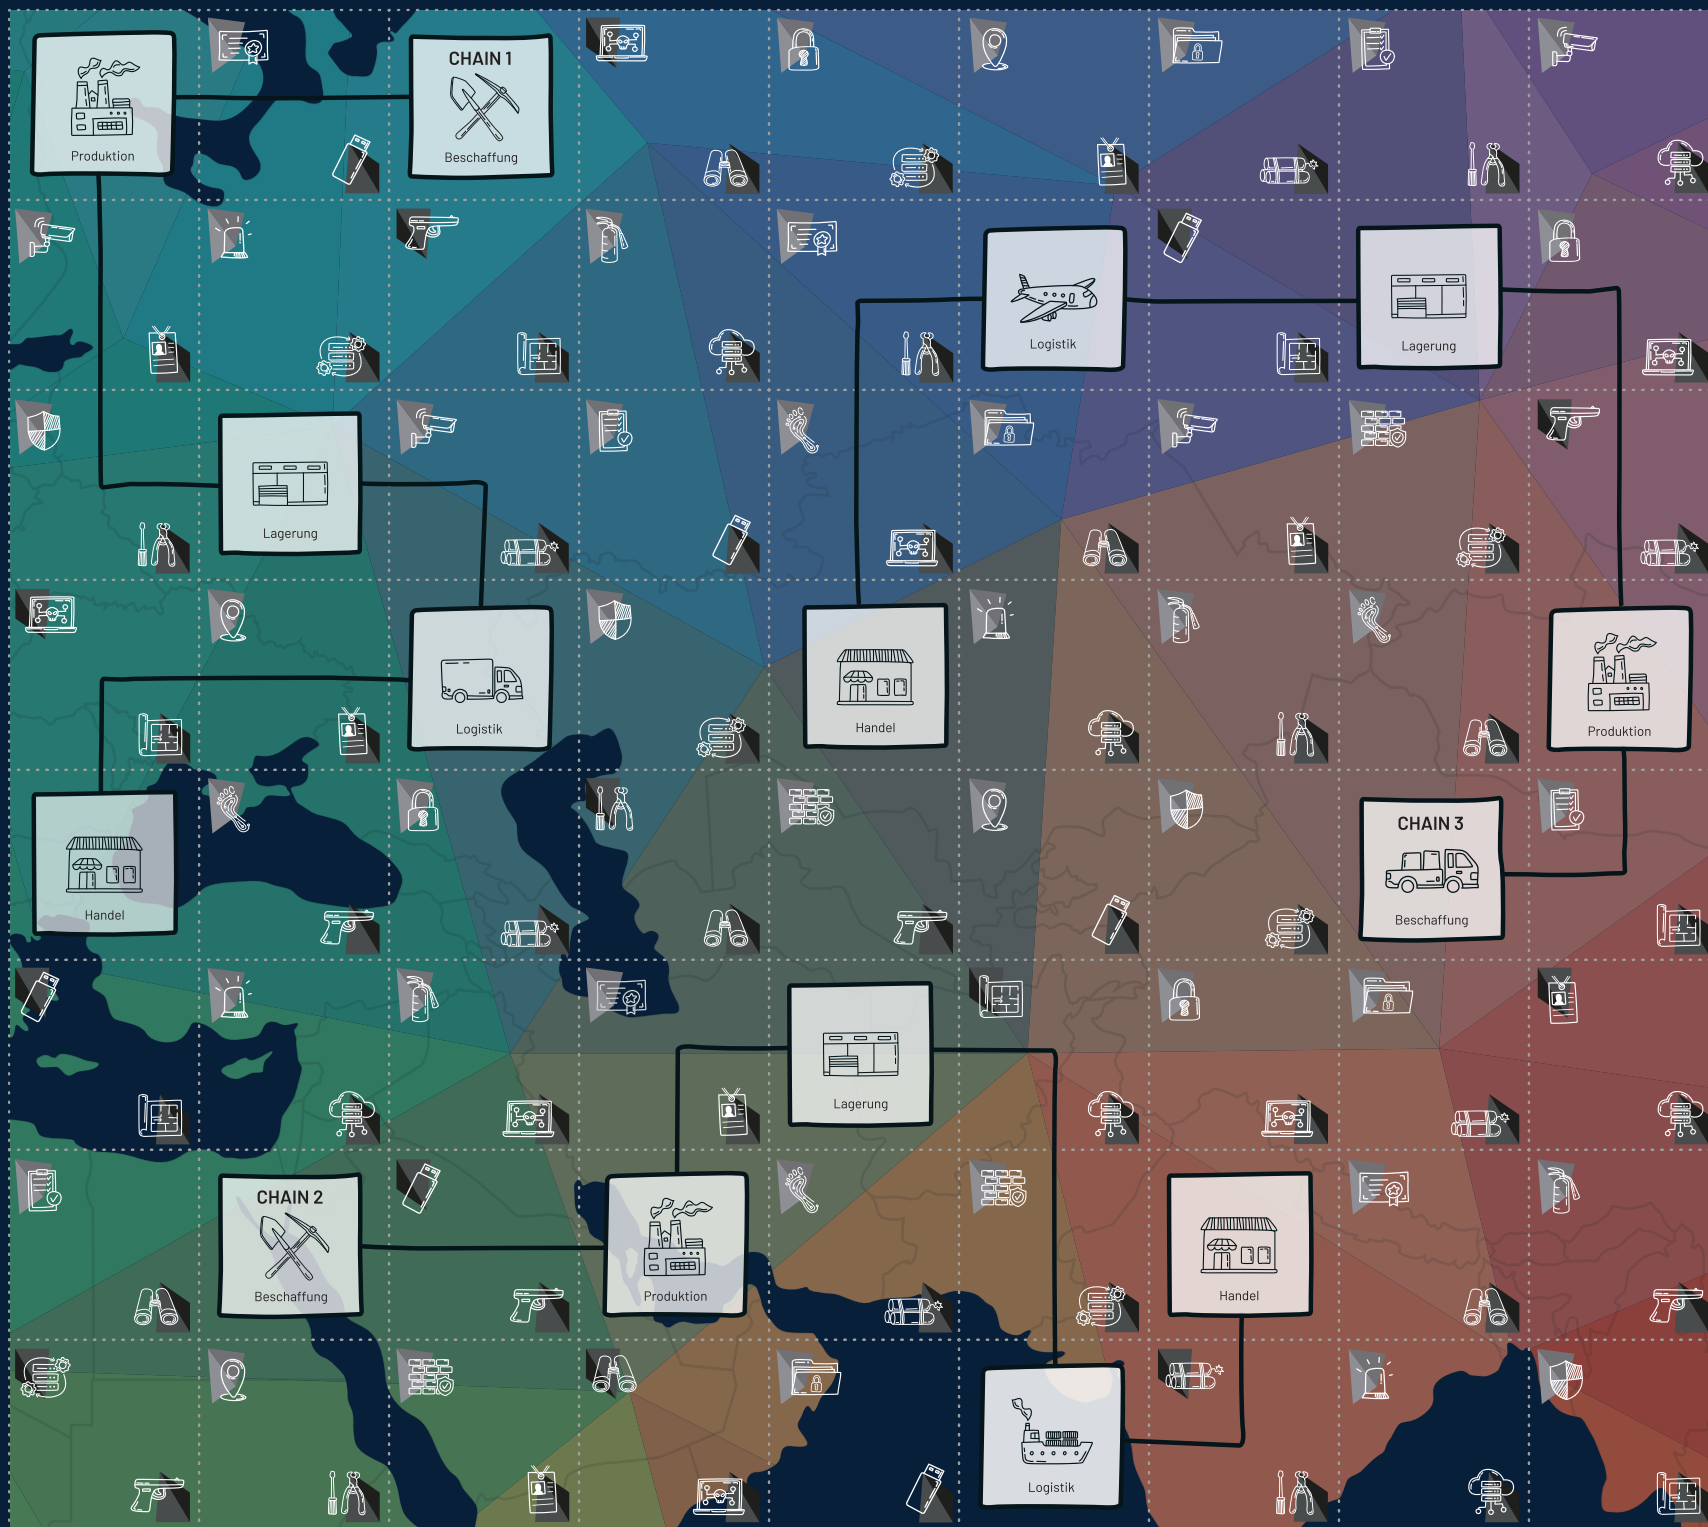 CHAIN 1
Produktion
Beschaffung
Logistik
Lagerung
Lagerung
Logistik
Handel
Produktion
CHAIN 3
Handel
Beschaffung
Lagerung
CHAIN 2
Beschaffung
Produktion
Handel
Logistik